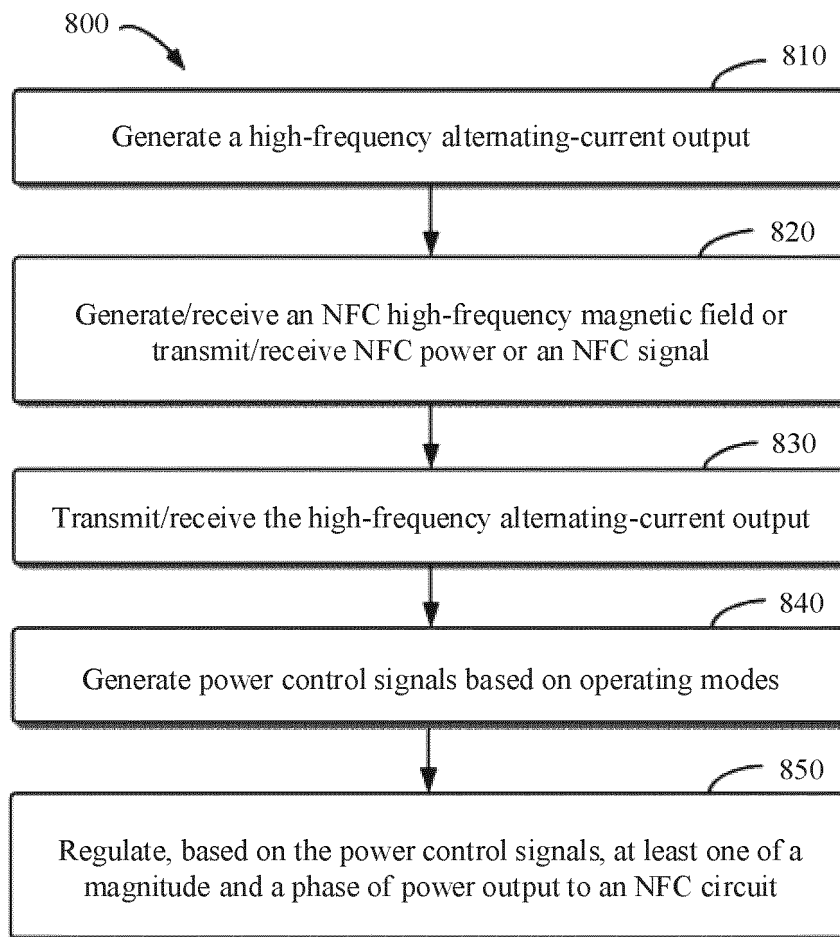 800
810
Generate a high-frequency alternating-current output
820
Generate/receive an NFC high-frequency magnetic field or
transmit/receive NFC power or an NFC signal
830
Transmit/receive the high-frequency alternating-current output
840
Generate power control signals based on operating modes
850
Regulate, based on the power control signals, at least one of a
magnitude and a phase of power output to an NFC circuit